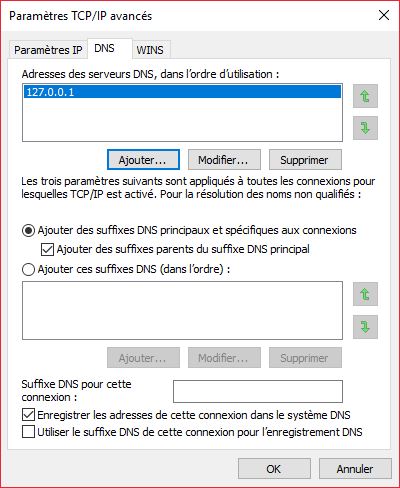 Paramètres TCP/IP avancés
Paramètres IP DNS WINS
Adresses des serveurs DNS, dans l'ordre d'utilisation :
127.0.0.1
Ajouter... Modifier... Supprimer
Les trois paramètres suivants sont appliqués à toutes les connexions pour
lesquelles TCP/IP est activé. Pour la résolution des noms non qualifiés :
Ajouter des suffixes DNS principaux et spécifiques aux connexions
Ajouter des suffixes parents du suffixe DNS principal
Ajouter ces suffixes DNS (dans l'ordre) :
Ajouter... Modifier... Supprimer
Suffixe DNS pour cette
connexion :
Enregistrer les adresses de cette connexion dans le système DNS
Utiliser le suffixe DNS de cette connexion pour l'enregistrement DNS
OK Annuler